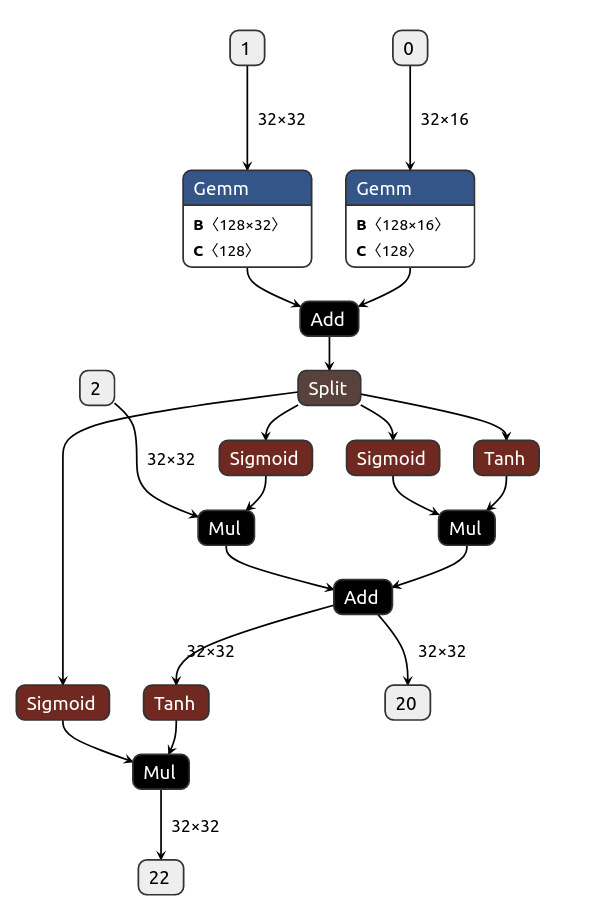 1
0
32×32
32×16
Gemm
B〈128×32〉
C〈128〉
Gemm
B〈128×16〉
C〈128〉
Add
Split
2
32×32
Sigmoid
Sigmoid
Tanh
Mul
Mul
Add
32×32
32×32
Sigmoid
Tanh
20
Mul
32×32
22